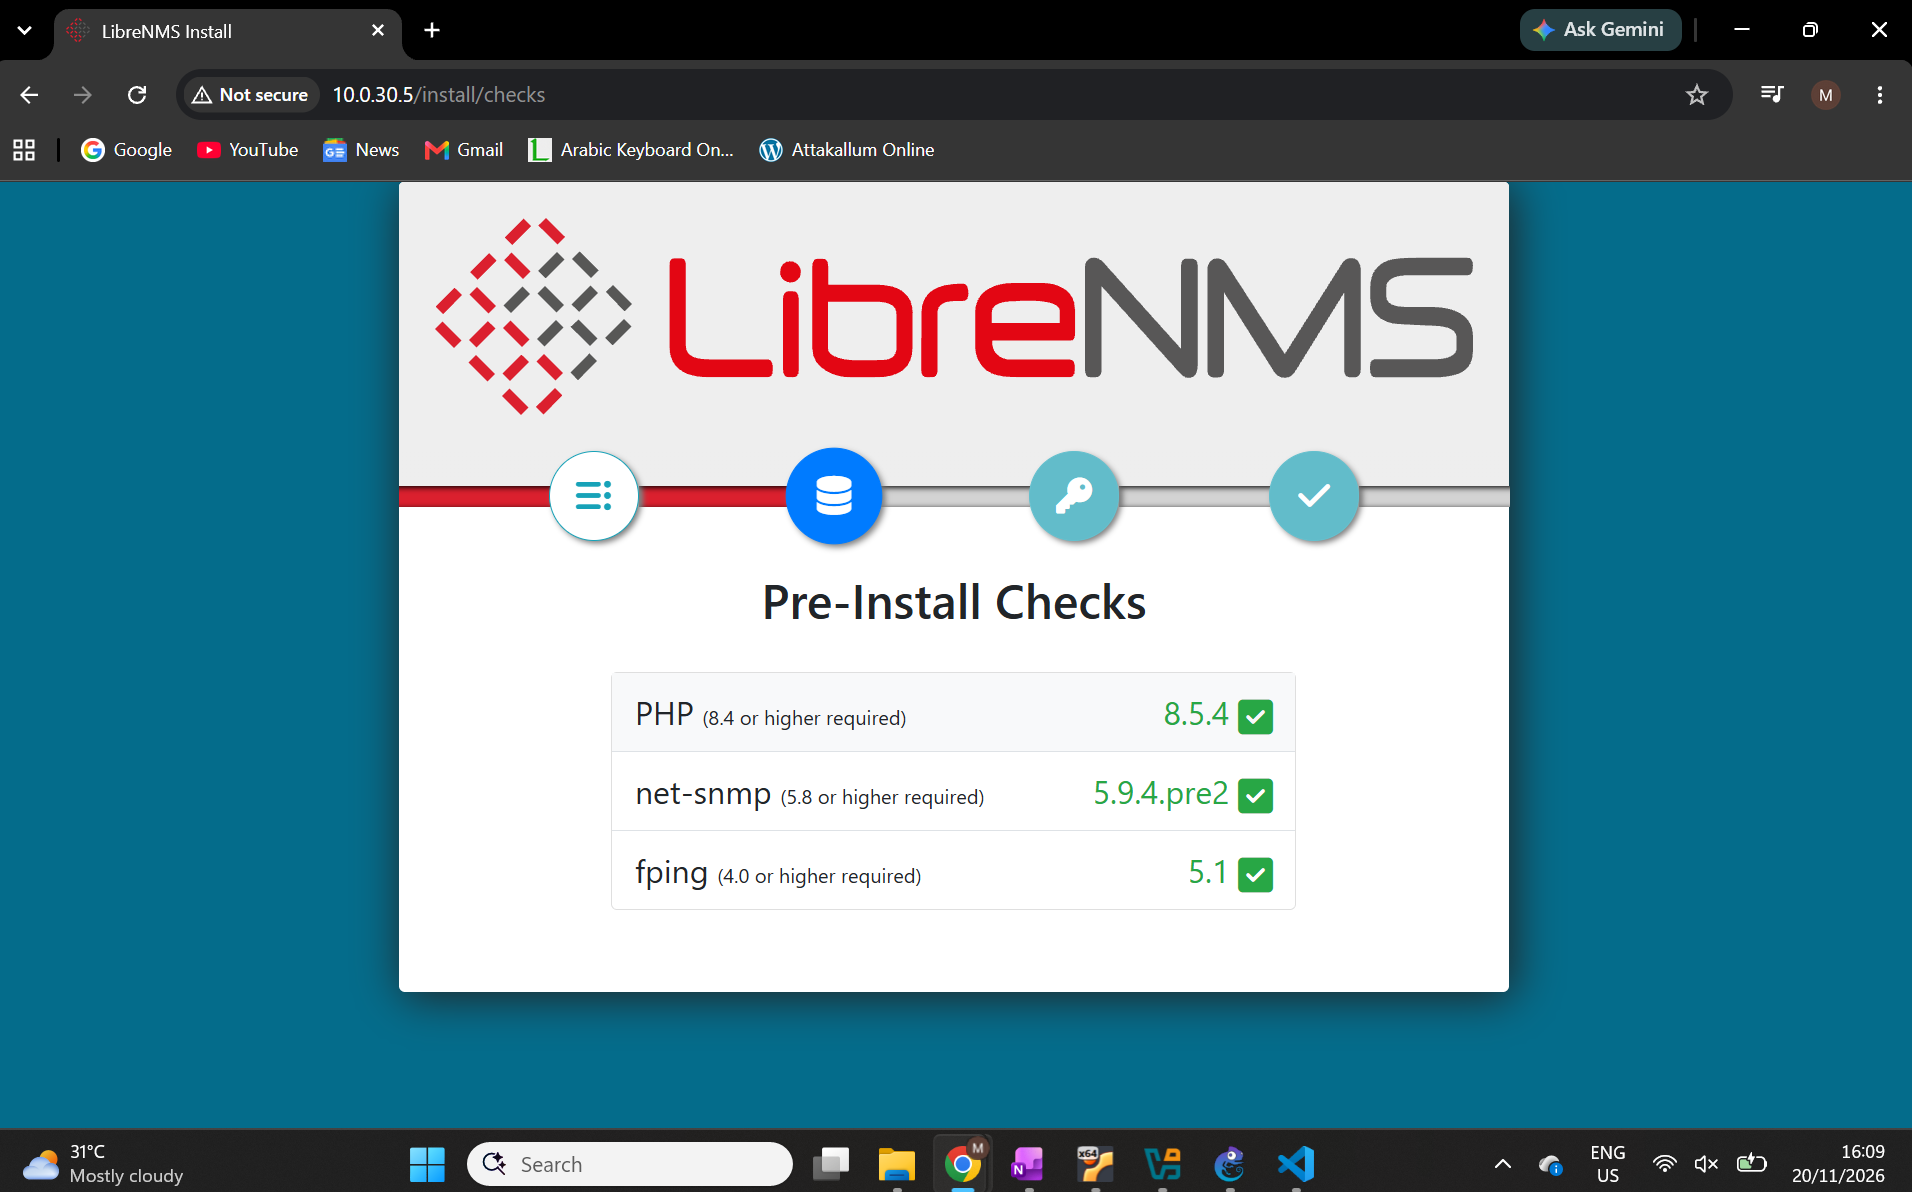 LibreNMS Install
Ask Gemini
Not secure
10.0.30.5/install/checks
M
Google
YouTube
News
Gmail
Arabic Keyboard On...
Attakallum Online
LibreNMS
Pre-Install Checks
PHP (8.4 or higher required) 8.5.4
net-snmp (5.8 or higher required) 5.9.4.pre2
fping (4.0 or higher required) 5.1
31°C
Mostly cloudy
Search
M
N
x64
ENG
US
16:09
20/11/2026